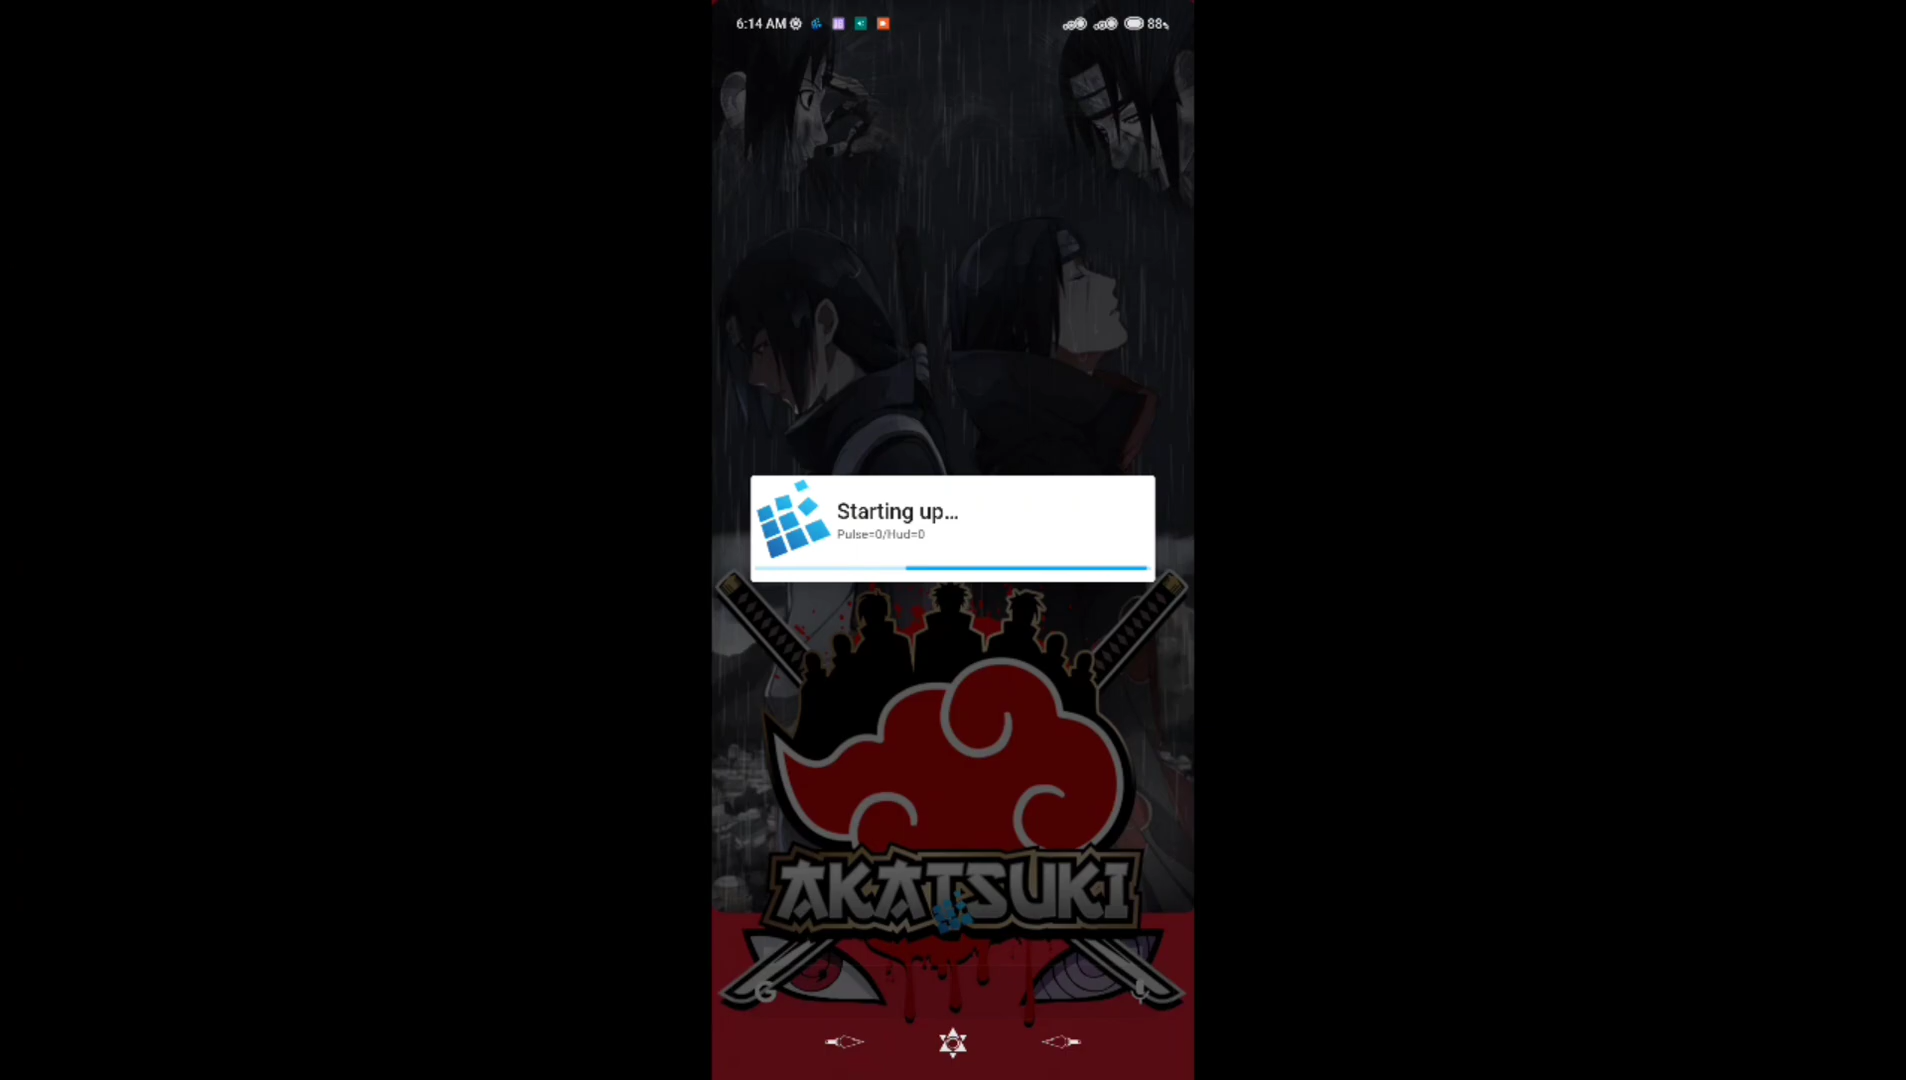 6:14 AM
88%
Starting up...
Pulse=0/Hud=0
AKATSUKI
G